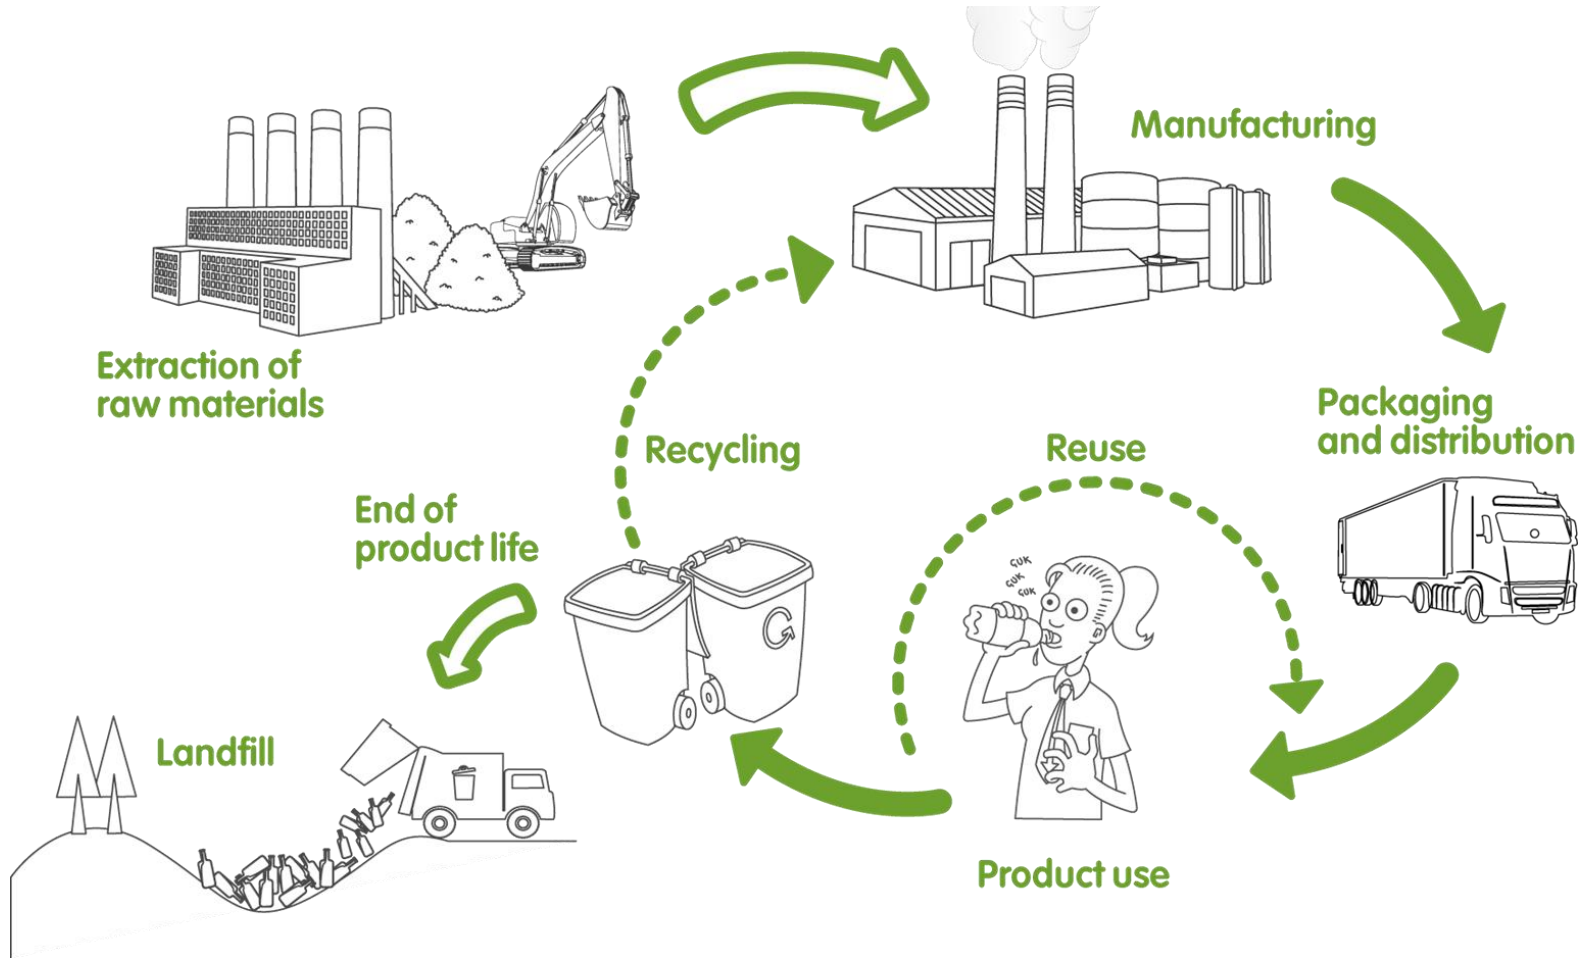 Manufacturing
Extraction of
raw materials
Packaging
and distribution
Recycling
Reuse
End of
product life
GUK
GUK
GUK
Landfill
Product use